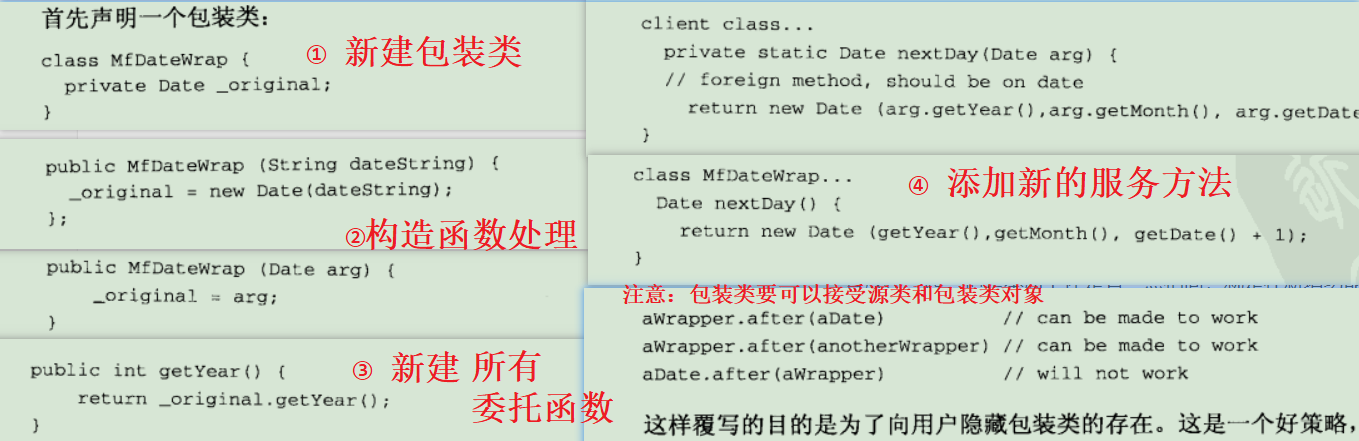 首先声明一个包装类：
① 新建包装类
class MfDateWrap {
private Date _original;
}
public MfDateWrap (String dateString) {
_original = new Date(dateString);
};
②构造函数处理
public MfDateWrap (Date arg) {
_original = arg;
}
public int getYear() {
return _original.getYear();
}
③ 新建 所有
委托函数
client class...
private static Date nextDay(Date arg) {
// foreign method, should be on date
return new Date (arg.getYear(),arg.getMonth(), arg.getDate
}
class MfDateWrap...
④ 添加新的服务方法
Date nextDay() {
return new Date (getYear(),getMonth(), getDate() + 1);
}
注意：包装类要可以接受源类和包装类对象
aWrapper.after(aDate) // can be made to work
aWrapper.after(anotherWrapper) // can be made to work
aDate.after(aWrapper) // will not work
这样覆写的目的是为了向用户隐藏包装类的存在。这是一个好策略，